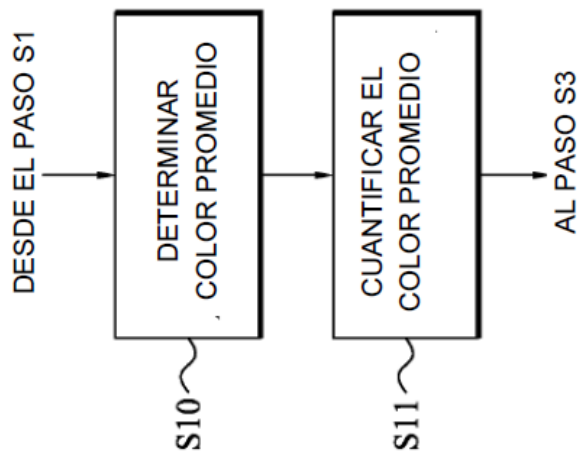 DESDE EL PASO S1
DETERMINAR
COLOR PROMEDIO
S10
CUANTIFICAR EL
COLOR PROMEDIO
S11
AL PASO S3